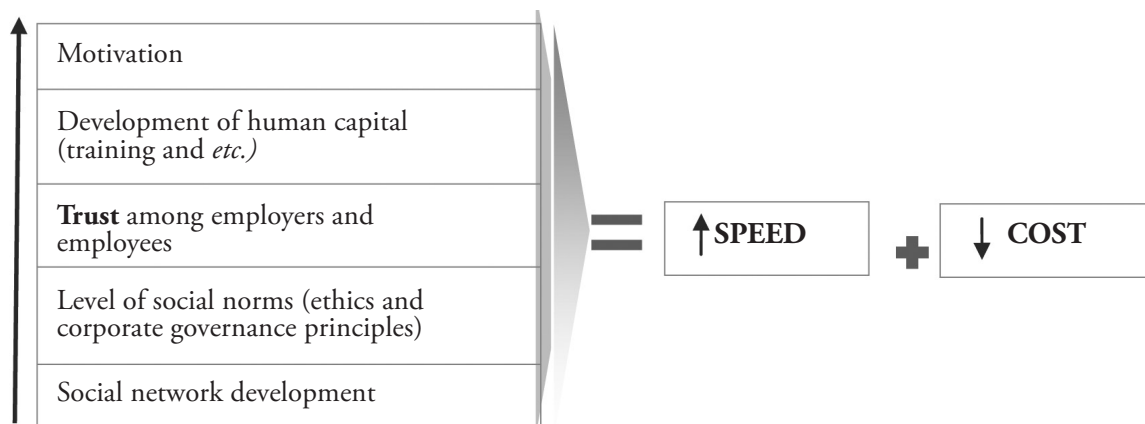 Motivation
Development of human capital
(training and etc.)
Trust among employers and
employees
Level of social norms (ethics and
corporate governance principles)
Social network development
SPEED
COST